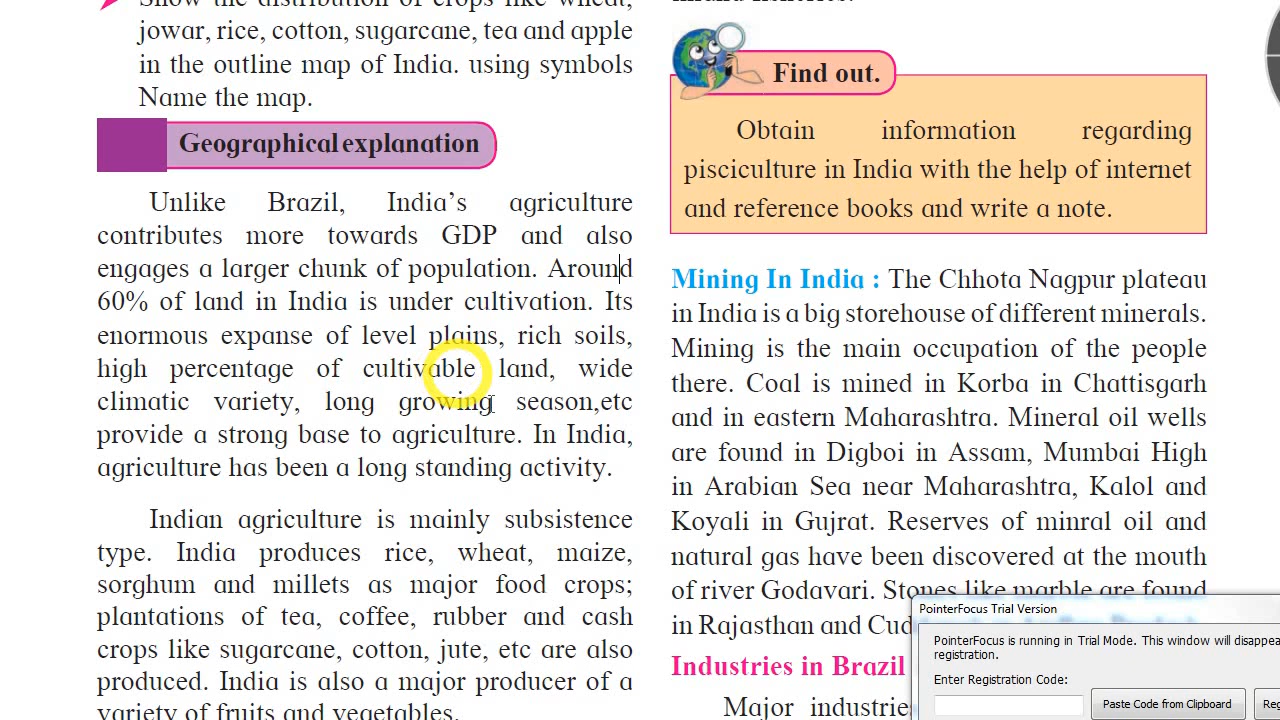 Show the distribution of crops like wheat,
jowar, rice, cotton, sugarcane, tea and apple
in the outline map of India. using symbols
Name the map.
Geographical explanation
Unlike Brazil, India's agriculture
contributes more towards GDP and also
engages a larger chunk of population. Around
60% of land in India is under cultivation. Its
enormous expanse of level plains, rich soils,
high percentage of cultivable land, wide
climatic variety, long growing season,etc
provide a strong base to agriculture. In India,
agriculture has been a long standing activity.
Indian agriculture is mainly subsistence
type. India produces rice, wheat, maize,
sorghum and millets as major food crops;
plantations of tea, coffee, rubber and cash
crops like sugarcane, cotton, jute, etc are also
produced. India is also a major producer of a
variety of fruits and vegetables.
Find out.
Obtain information regarding
pisciculture in India with the help of internet
and reference books and write a note.
Mining In India : The Chhota Nagpur plateau
in India is a big storehouse of different minerals.
Mining is the main occupation of the people
there. Coal is mined in Korba in Chattisgarh
and in eastern Maharashtra. Mineral oil wells
are found in Digboi in Assam, Mumbai High
in Arabian Sea near Maharashtra, Kalol and
Koyali in Gujrat. Reserves of minral oil and
natural gas have been discovered at the mouth
of river Godavari. Stones like marble are found
in Rajasthan and
Industries in Brazil
Major
PointerFocus Trial Version
PointerFocus is running in Trial Mode. This window will
registration.
Enter Registration Code:
Paste Code from Clipboard